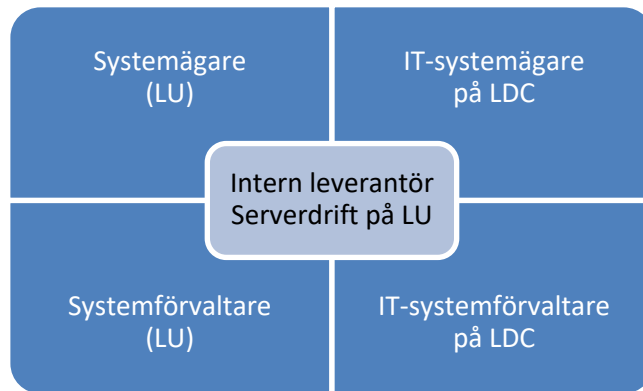 Systemägare
(LU)
IT-systemägare
på LDC
Intern leverantör
Serverdrift på LU
Systemförvaltare
(LU)
IT-systemförvaltare
på LDC